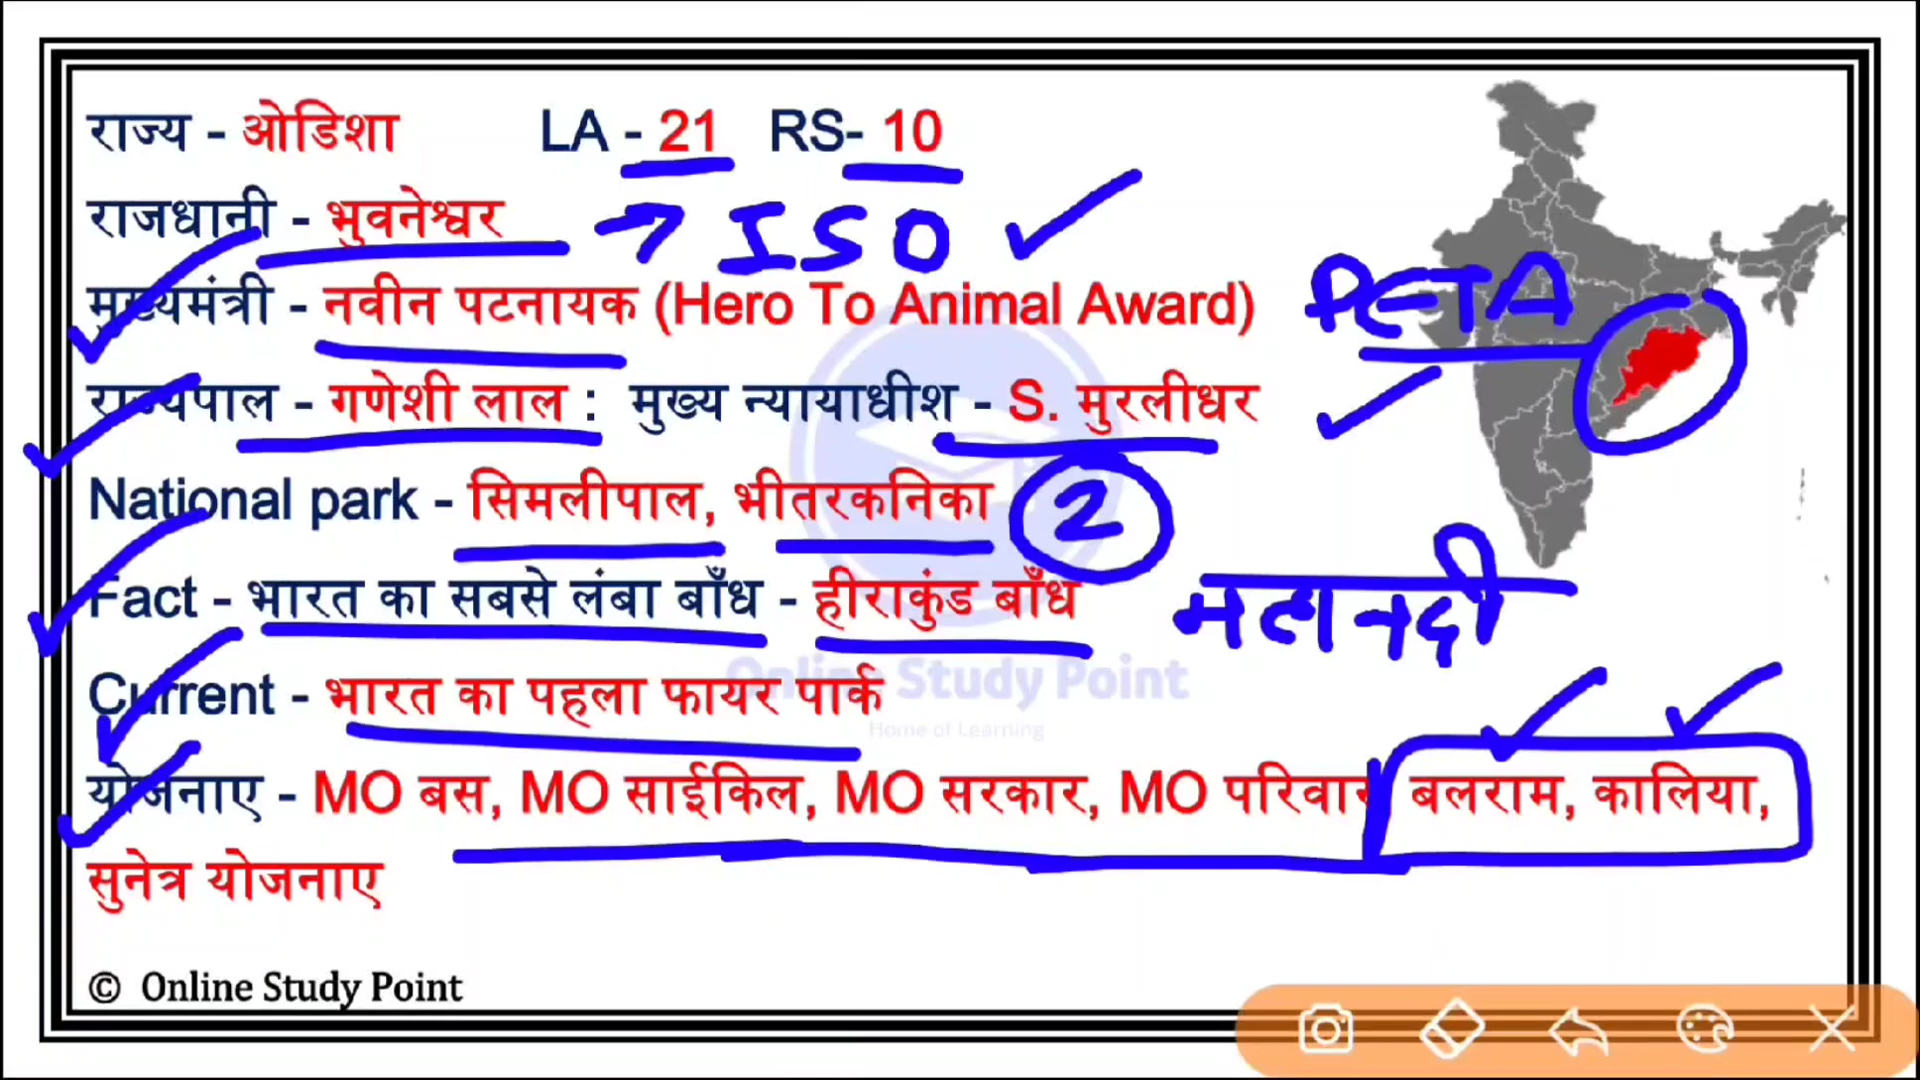 राज्य - ओडिशा LA - 21 RS- 10
राजधानी - भुवनेश्वर → ISO
मुख्यमंत्री - नवीन पटनायक (Hero To Animal Award) PETA
राज्यपाल - गणेशी लाल : मुख्य न्यायाधीश - S. मुरलीधर
National park - सिमलीपाल, भीतरकनिका 2
Fact - भारत का सबसे लंबा बाँध - हीराकुंड बाँध महानदी
Current - भारत का पहला फायर पार्क
Online Study Point
Home of Learning
योजनाए - MO बस, MO साईकिल, MO सरकार, MO परिवार बलराम, कालिया,
सुनेत्र योजनाए
© Online Study Point